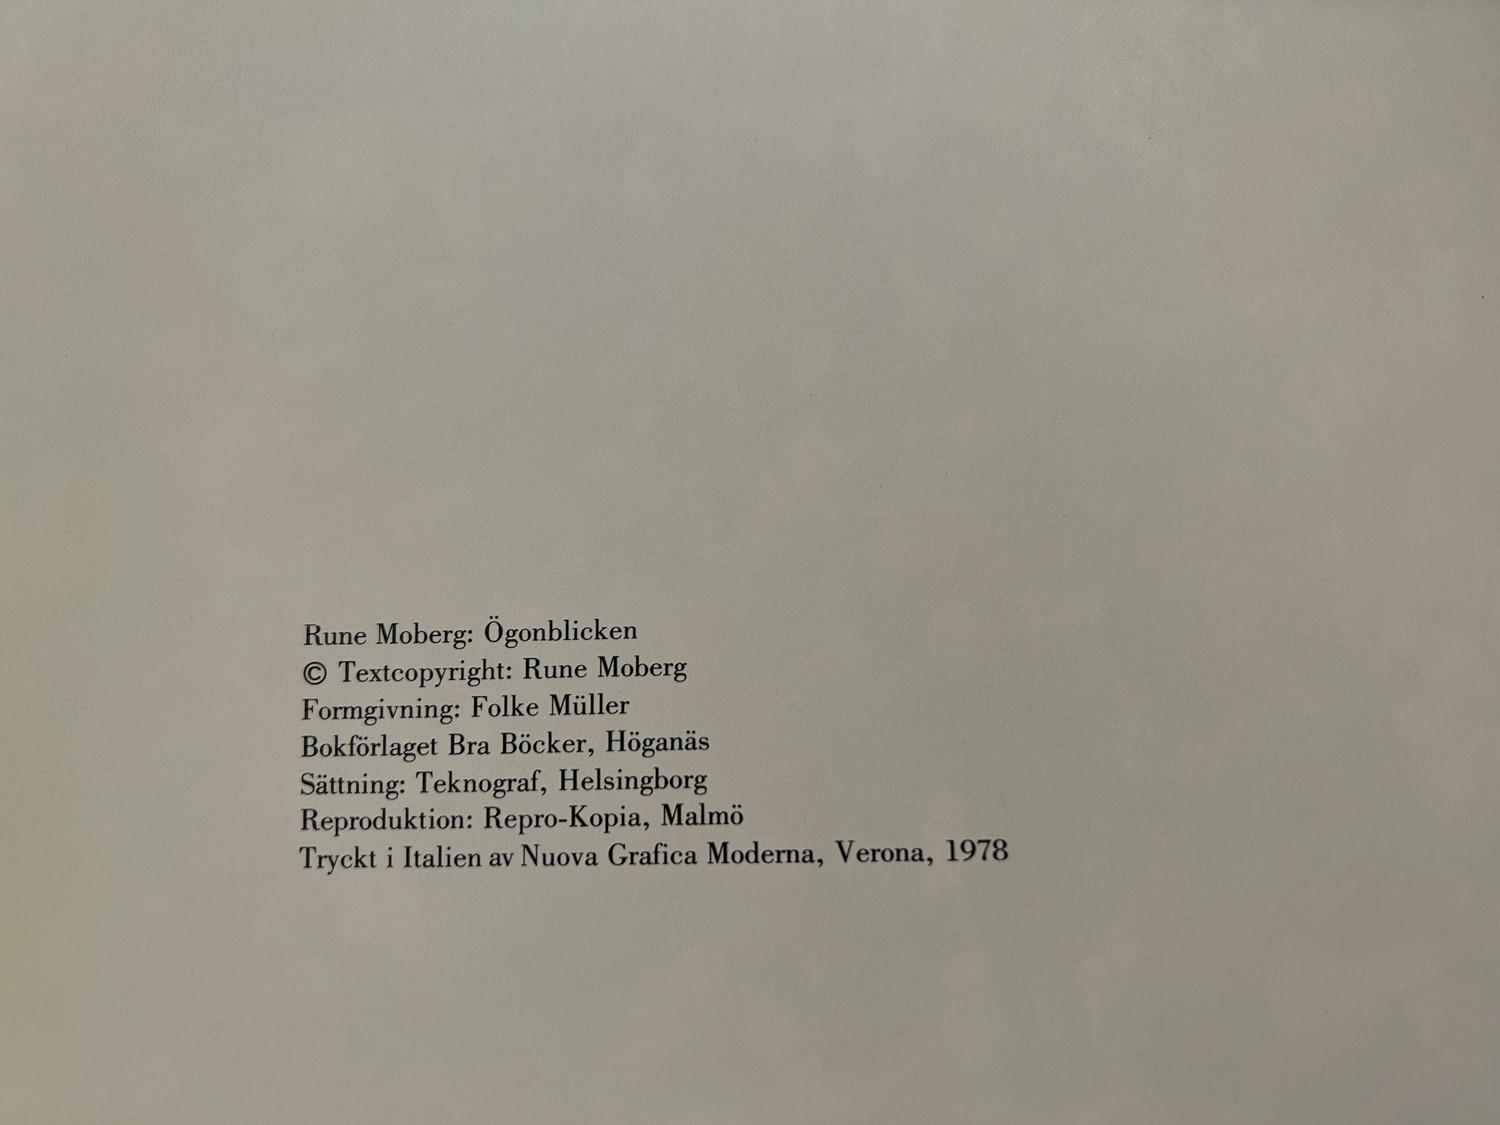 Rune Moberg: Ögonblicken
© Textcopyright: Rune Moberg
Formgivning: Folke Müller
Bokförlaget Bra Böcker, Höganäs
Sättning: Teknograf, Helsingborg
Reproduktion: Repro-Kopia, Malmö
Tryckt i Italien av Nuova Grafica Moderna, Verona, 1978